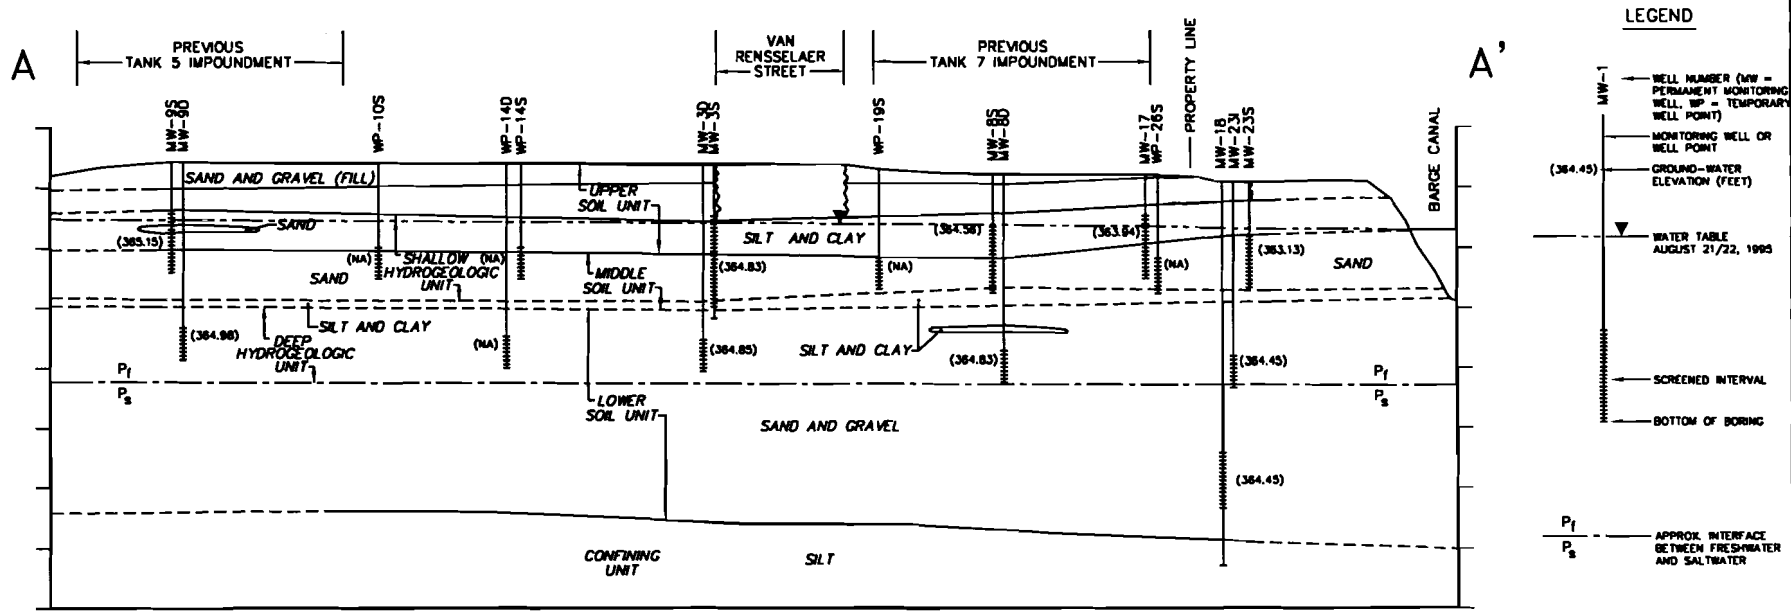 LEGEND
A
PREVIOUS
TANK 5 IMPOUNDMENT
VAN
RENSSELAER
STREET
PREVIOUS
TANK 7 IMPOUNDMENT
PROPERTY LINE
A'
MW-9S
MW-9D
WP-10S
WP-14D
WP-14S
MW-3D
MW-3S
WP-19S
MW-8S
MW-8D
MW-17
WP-26S
MW-18
MW-23I
MW-23S
BARGE CANAL
SAND AND GRAVEL (FILL)
UPPER
SOIL UNIT
SAND
SILT AND CLAY
(365.15)
(NA)
SHALLOW
HYDROGEOLOGIC
UNIT
(NA)
SAND
MIDDLE
SOIL UNIT
(364.83)
(NA)
(364.56)
(363.94)
(NA)
(363.13)
SAND
SILT AND CLAY
DEEP
HYDROGEOLOGIC
UNIT
(364.98)
(NA)
(364.85)
SILT AND CLAY
(364.83)
(364.45)
Pf
Ps
Pf
Ps
LOWER
SOIL UNIT
SAND AND GRAVEL
(364.45)
CONFINING
UNIT
SILT
MW-1
WELL NUMBER (MW =
PERMANENT MONITORING
WELL, WP = TEMPORARY
WELL POINT)
MONITORING WELL OR
WELL POINT
(364.45)
GROUND-WATER
ELEVATION (FEET)
WATER TABLE
AUGUST 21/22, 1995
SCREENED INTERVAL
BOTTOM OF BORING
Pf
Ps
APPROX. INTERFACE
BETWEEN FRESHWATER
AND SALTWATER